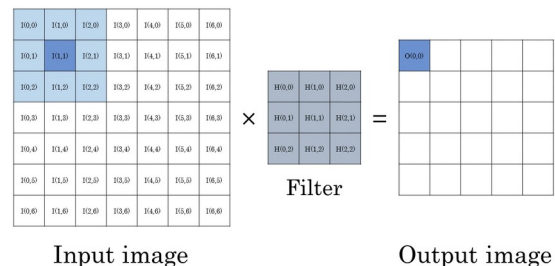 I(0,0) I(1,0) I(2,0) I(3,0) I(4,0) I(5,0) I(6,0)
I(0,1) I(1,1) I(2,1) I(3,1) I(4,1) I(5,1) I(6,1)
I(0,2) I(1,2) I(2,2) I(3,2) I(4,2) I(5,2) I(6,2)
I(0,3) I(1,3) I(2,3) I(3,3) I(4,3) I(5,3) I(6,3)
I(0,4) I(1,4) I(2,4) I(3,4) I(4,4) I(5,4) I(6,4)
I(0,5) I(1,5) I(2,5) I(3,5) I(4,5) I(5,5) I(6,5)
I(0,6) I(1,6) I(2,6) I(3,6) I(4,6) I(5,6) I(6,6)
Input image
×
H(0,0) H(1,0) H(2,0)
H(0,1) H(1,1) H(2,1)
H(0,2) H(1,2) H(2,2)
Filter
=
O(0,0)
Output image